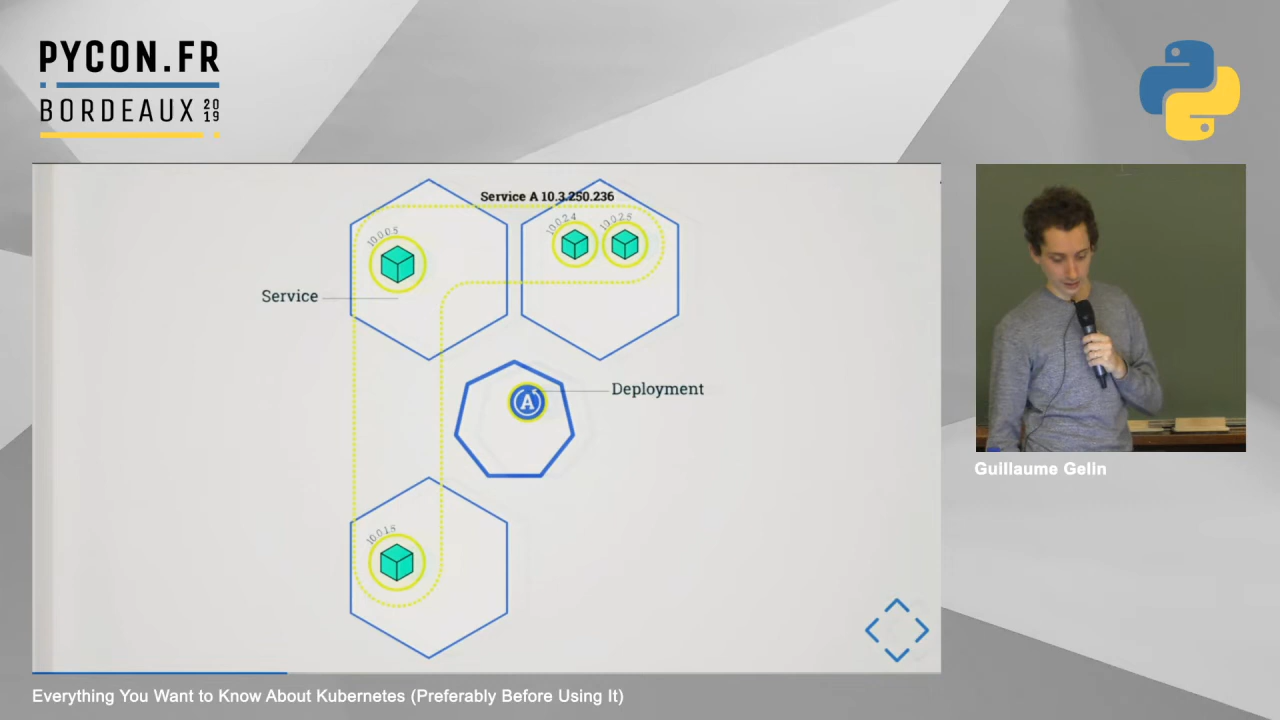 PYCON.FR
BORDEAUX 2019
Service A 10.3.250.236
10.0.0.5
10.0.2.4
10.0.2.5
Service
A
Deployment
10.0.1.5
Guillaume Gelin
Everything You Want to Know About Kubernetes (Preferably Before Using It)